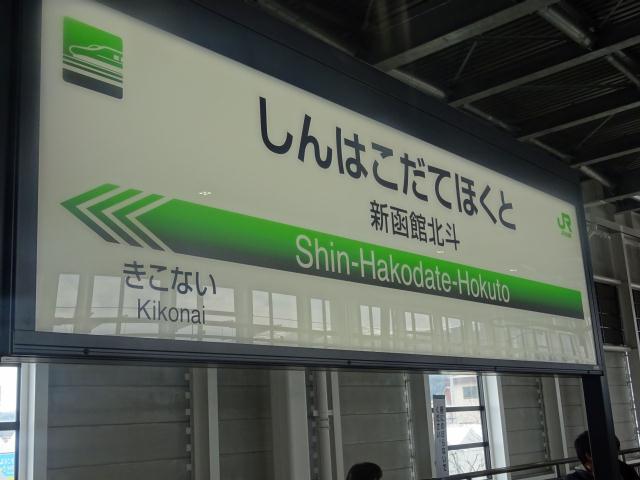 しんはこだてほくと
新函館北斗
JR
Shin-Hakodate-Hokuto
きこない
Kikonai